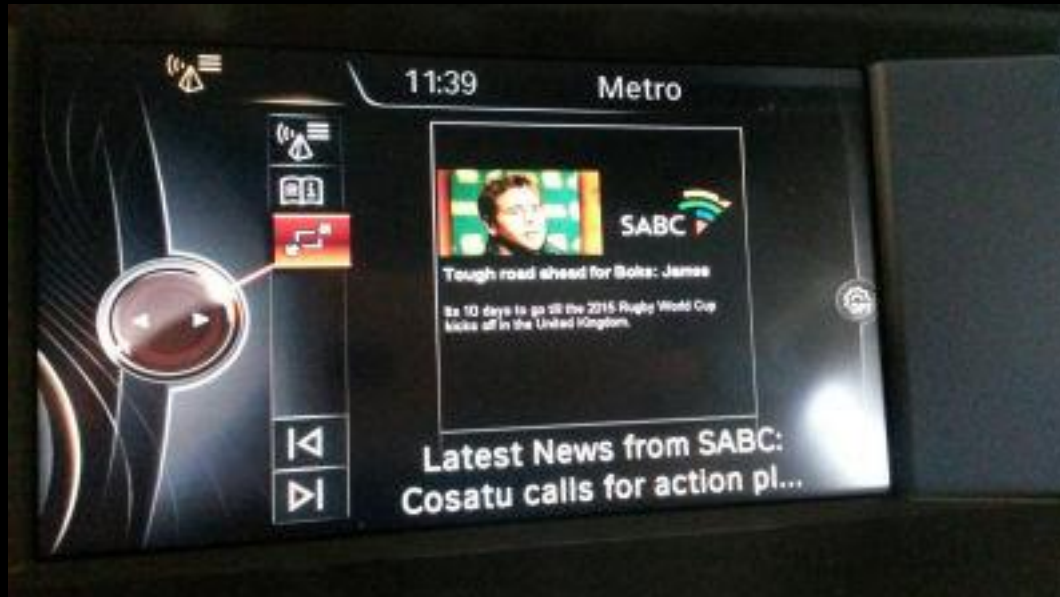 11:39 Metro
SABC
Tough road ahead for Boks: James
Its 10 days to go till the 2015 Rugby World Cup
kicks off in the United Kingdom.
Latest News from SABC:
Cosatu calls for action pl...